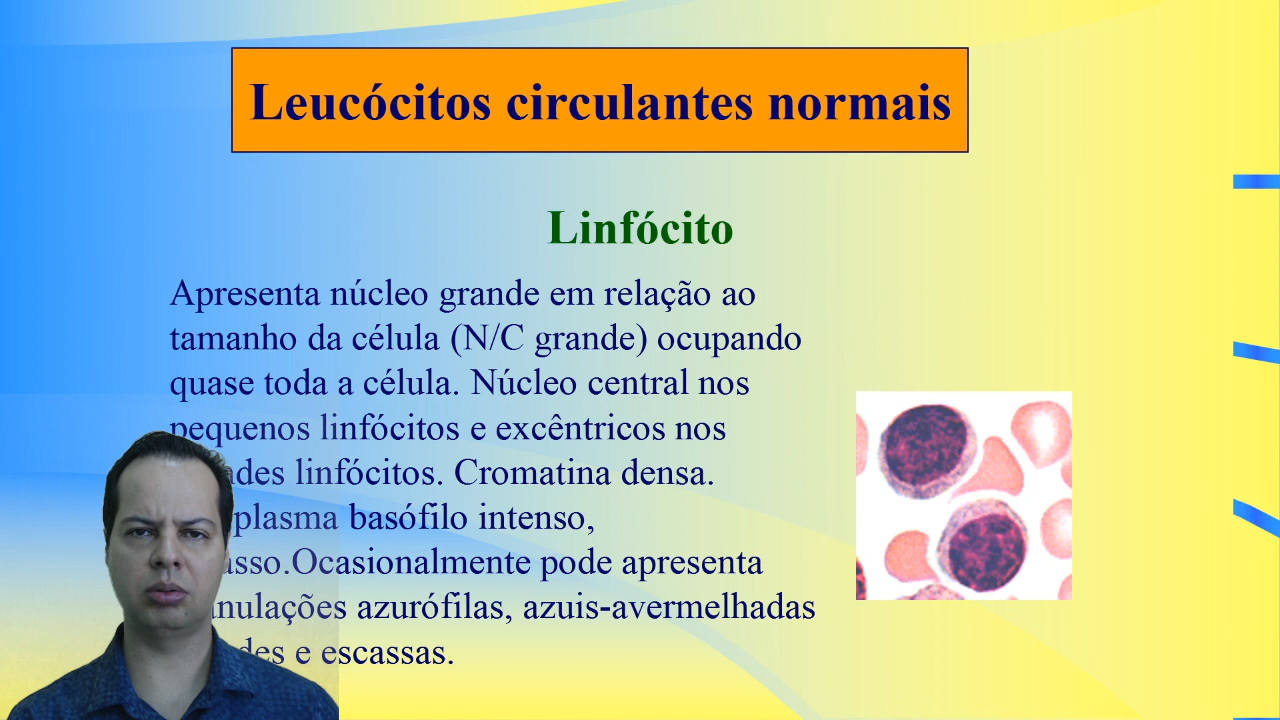 Leucócitos circulantes normais
Linfócito
Apresenta núcleo grande em relação ao
tamanho da célula (N/C grande) ocupando
quase toda a célula. Núcleo central nos
pequenos linfócitos e excêntricos nos
linfócitos. Cromatina densa.
basófilo intenso,
Ocasionalmente pode apresenta
azurófilas, azuis-avermelhadas
e escassas.